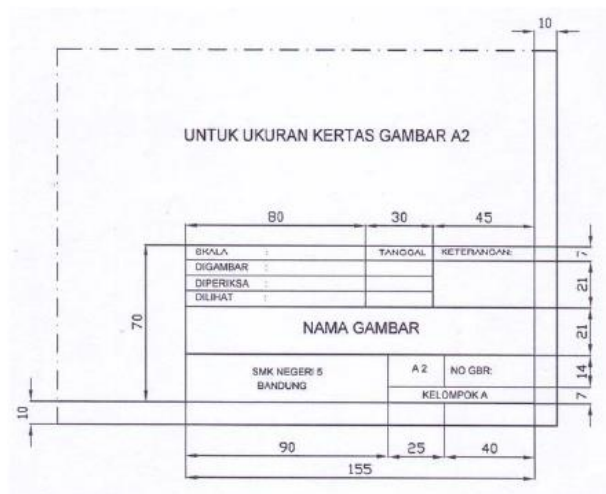 10
UNTUK UKURAN KERTAS GAMBAR A2
80 30 45
SKALA : TANGGAL KETERANGAN: 7
DIGAMBAR :
DIPERIKSA : 21
DILIHAT :
70 NAMA GAMBAR 21
SMK NEGERI 5 A2 NO GBR: 14
BANDUNG
KELOMPOK A 7
10
90 25 40
155